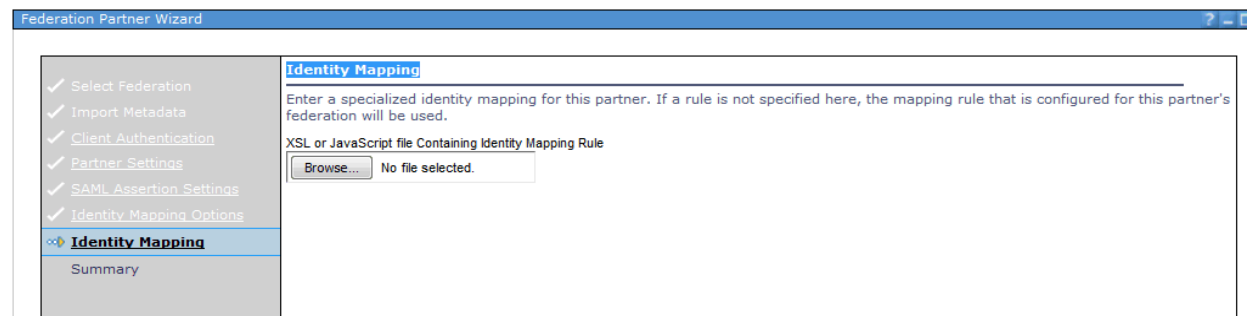 Federation Partner Wizard
?
Select Federation
Import Metadata
Client Authentication
Partner Settings
SAML Assertion Settings
Identity Mapping Options
Identity Mapping
Summary
Identity Mapping
Enter a specialized identity mapping for this partner. If a rule is not specified here, the mapping rule that is configured for this partner's
federation will be used.
XSL or JavaScript file Containing Identity Mapping Rule
Browse... No file selected.